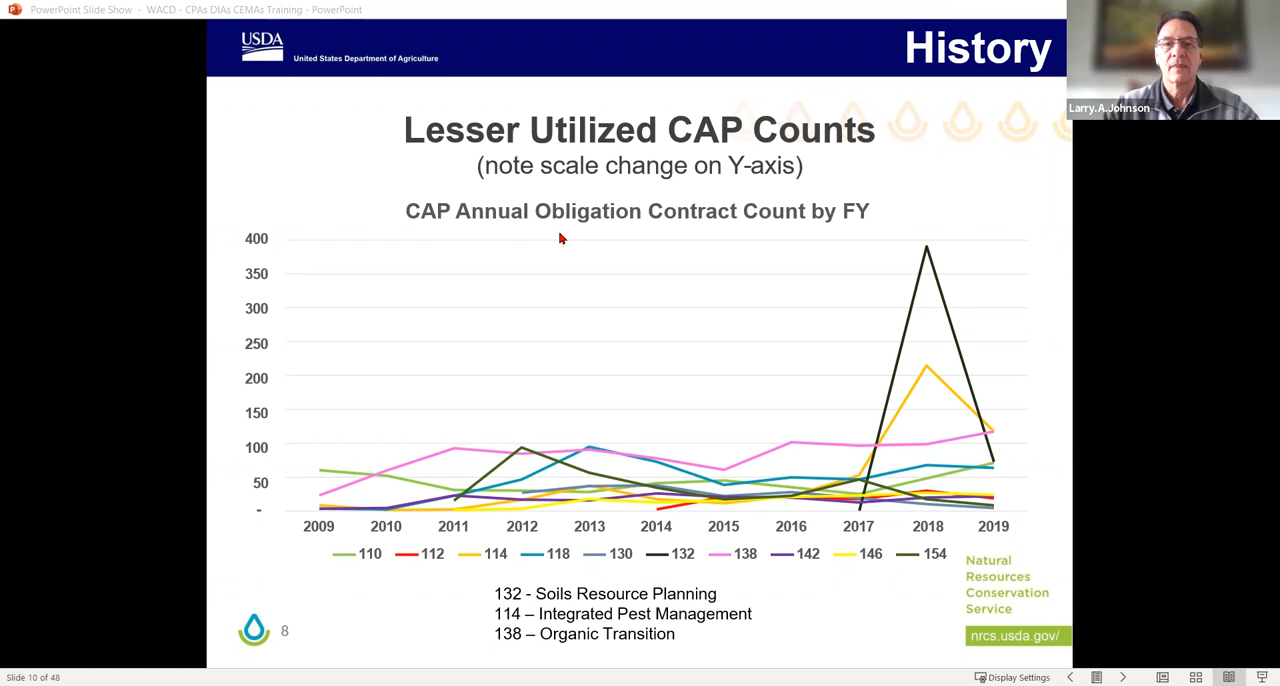 PowerPoint Slide Show - WACD - CPAs DIAs CEMAs Training - PowerPoint
USDA
United States Department of Agriculture
History
Larry.A.Johnson
Lesser Utilized CAP Counts
(note scale change on Y-axis)
CAP Annual Obligation Contract Count by FY
400
350
300
250
200
150
100
50
-
2009 2010 2011 2012 2013 2014 2015 2016 2017 2018 2019
110 112 114 118 130 132 138 142 146 154
132 - Soils Resource Planning
114 – Integrated Pest Management
138 – Organic Transition
Natural
Resources
Conservation
Service
nrcs.usda.gov/
8
Slide 10 of 48
Display Settings